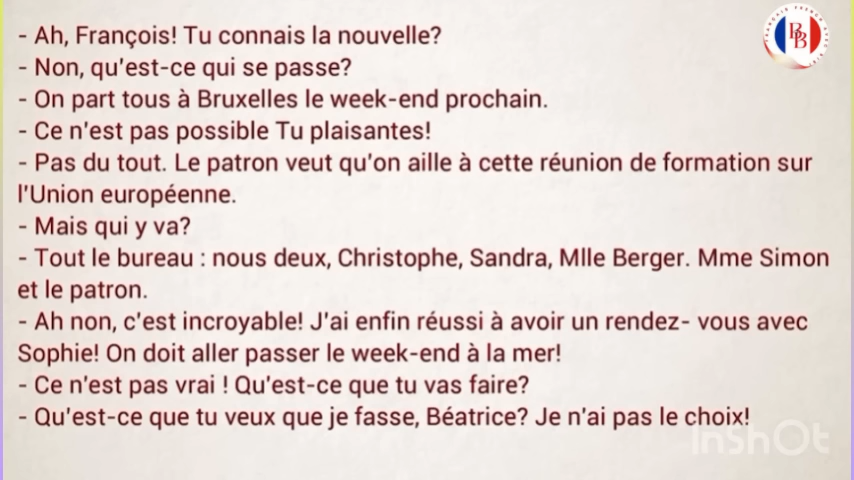 - Ah, François! Tu connais la nouvelle?
- Non, qu'est-ce qui se passe?
- On part tous à Bruxelles le week-end prochain.
- Ce n'est pas possible Tu plaisantes!
- Pas du tout. Le patron veut qu'on aille à cette réunion de formation sur
l'Union européenne.
- Mais qui y va?
- Tout le bureau : nous deux, Christophe, Sandra, Mlle Berger. Mme Simon
et le patron.
- Ah non, c'est incroyable! J'ai enfin réussi à avoir un rendez- vous avec
Sophie! On doit aller passer le week-end à la mer!
- Ce n'est pas vrai ! Qu'est-ce que tu vas faire?
- Qu'est-ce que tu veux que je fasse, Béatrice? Je n'ai pas le choix!
InShOt